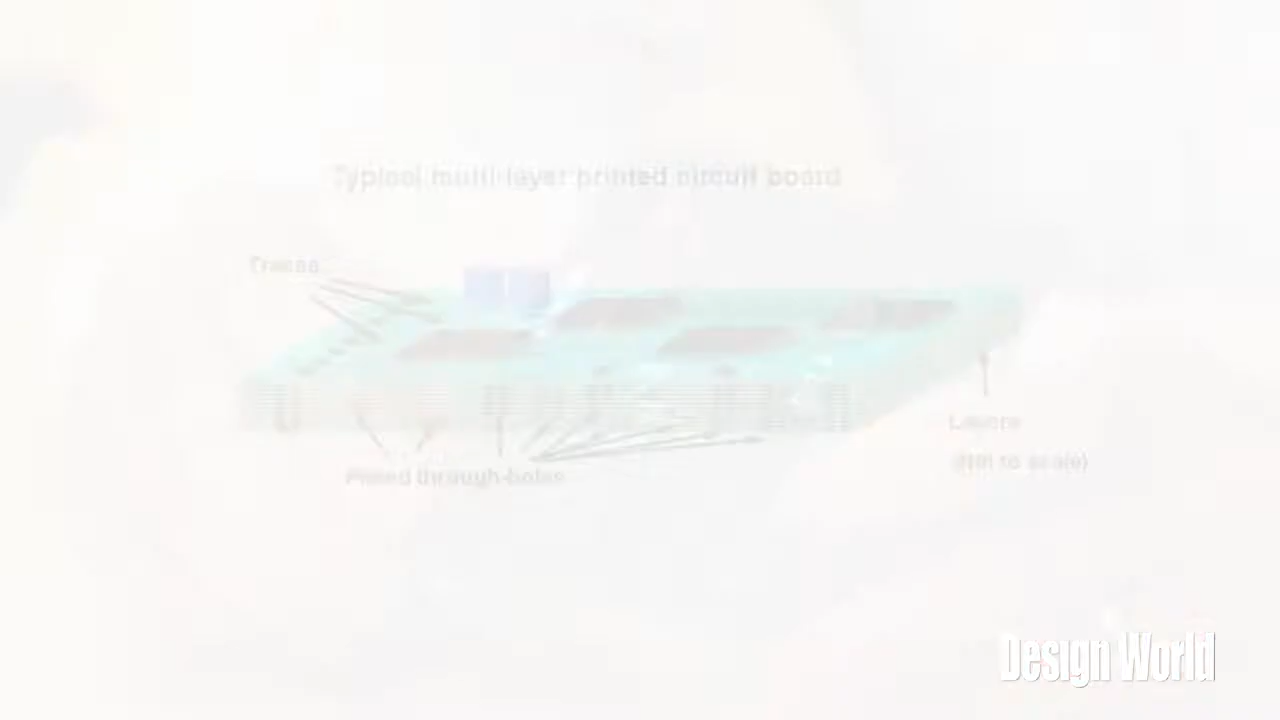 Typical multi-layer printed circuit board
Traces
Layers
(not to scale)
Plated through-holes
Design World